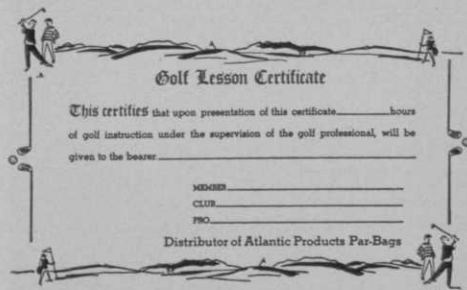 Golf Lesson Certificate
This certifies that upon presentation of this certificate hours
of golf instruction under the supervision of the golf professional, will be
given to the bearer.
MEMBER
CLUB
PRO
Distributor of Atlantic Products Par-Bags